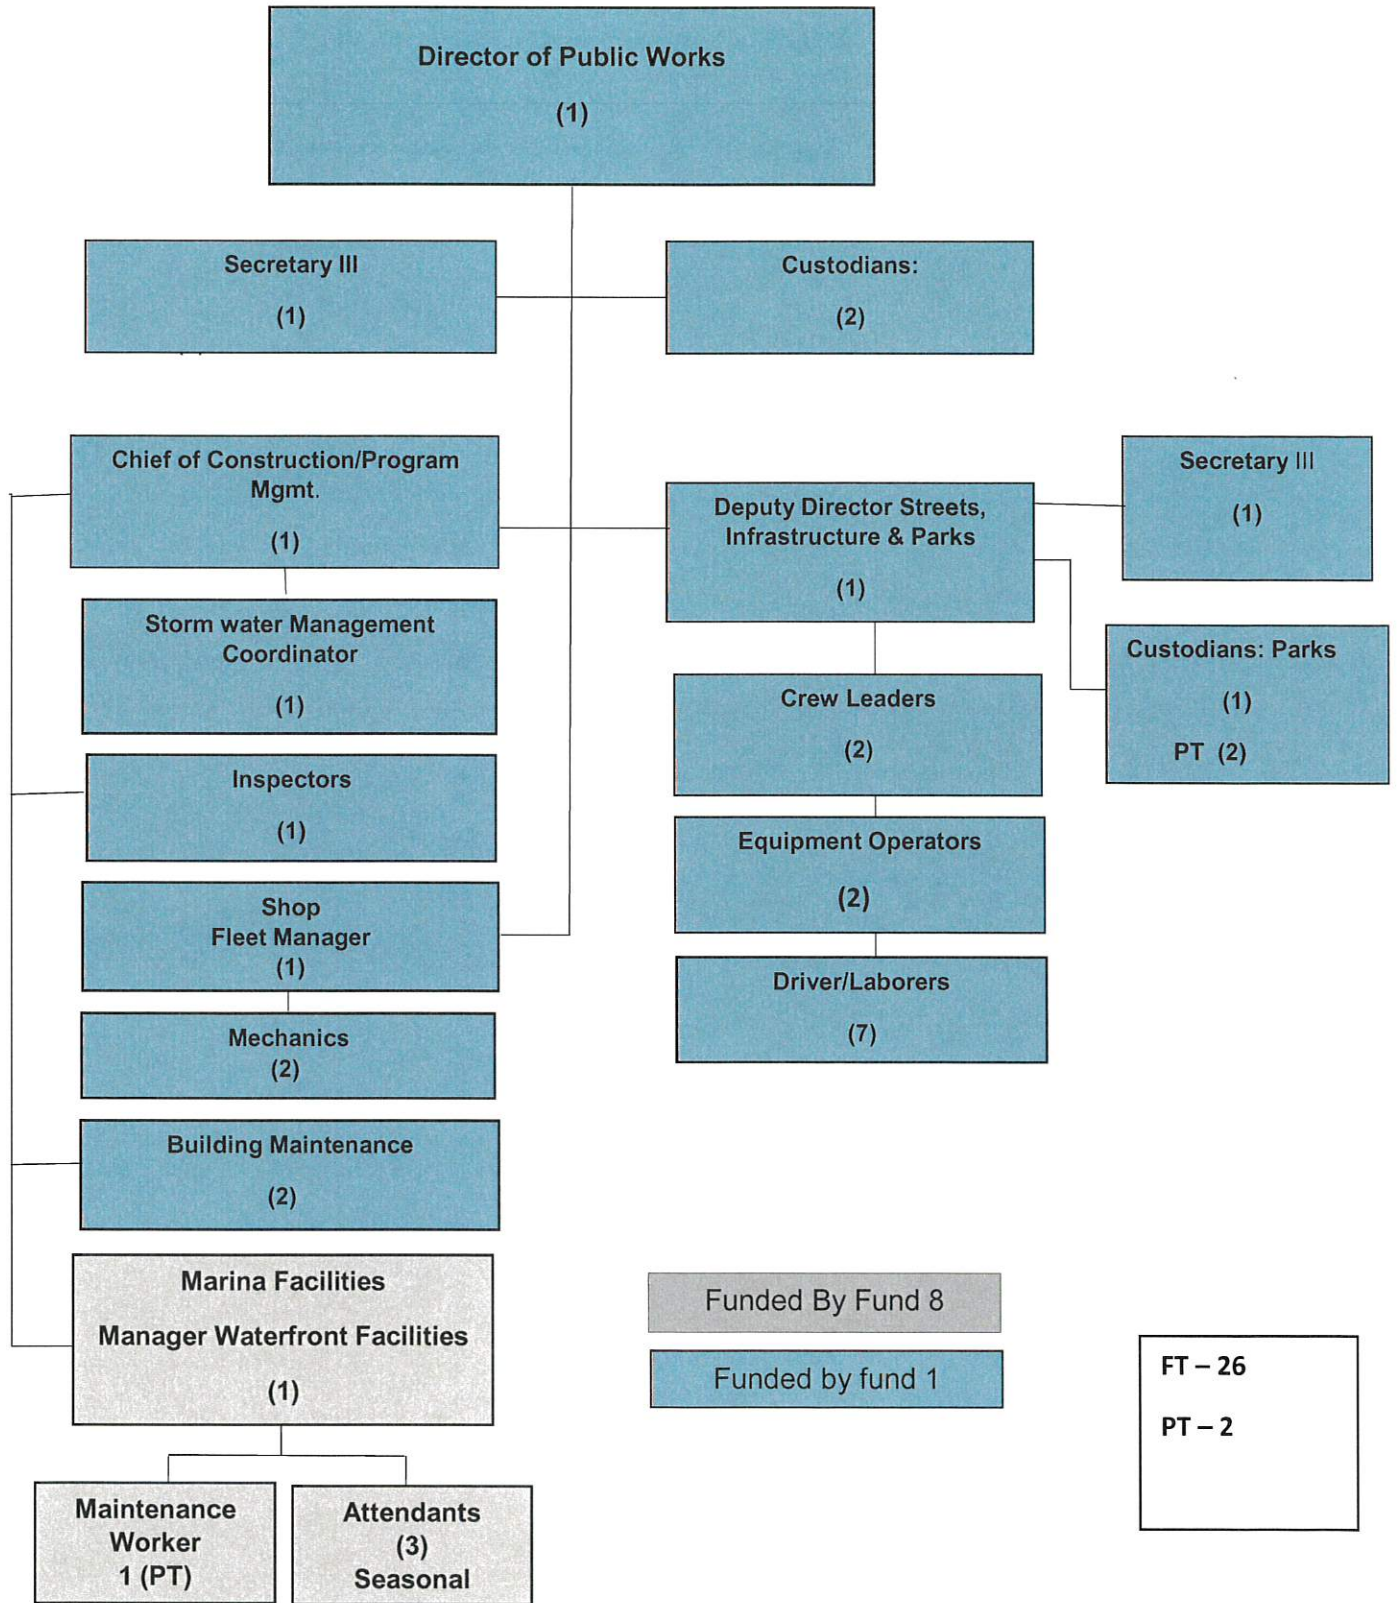 Director of Public Works
(1)
Secretary III
(1)
Custodians:
(2)
Chief of Construction/Program
Mgmt.
(1)
Deputy Director Streets,
Infrastructure & Parks
(1)
Secretary III
(1)
Storm water Management
Coordinator
(1)
Custodians: Parks
(1)
PT (2)
Crew Leaders
(2)
Inspectors
(1)
Equipment Operators
(2)
Shop
Fleet Manager
(1)
Driver/Laborers
(7)
Mechanics
(2)
Building Maintenance
(2)
Marina Facilities
Manager Waterfront Facilities
(1)
Funded By Fund 8
Funded by fund 1
FT – 26
PT – 2
Maintenance
Worker
1 (PT)
Attendants
(3)
Seasonal